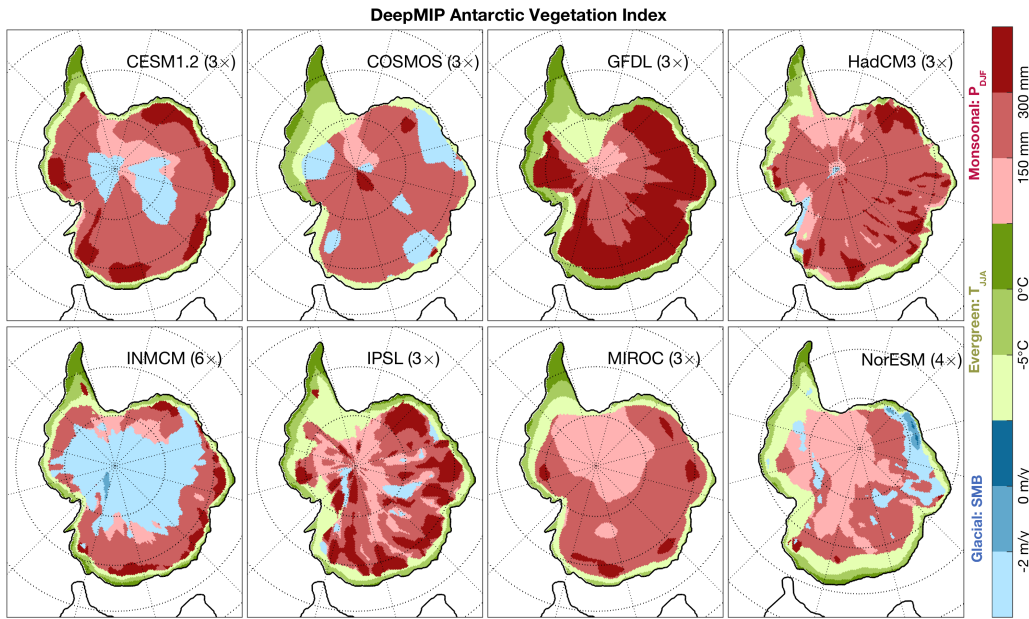 DeepMIP Antarctic Vegetation Index
CESM1.2 (3×)
COSMOS (3×)
GFDL (3×)
HadCM3 (3×)
INMCM (6×)
IPSL (3×)
MIROC (3×)
NorESM (4×)
Monsoonal: P_DJF
300 mm
150 mm
Evergreen: T_JJA
0°C
-5°C
Glacial: SMB
0 m/y
-2 m/y